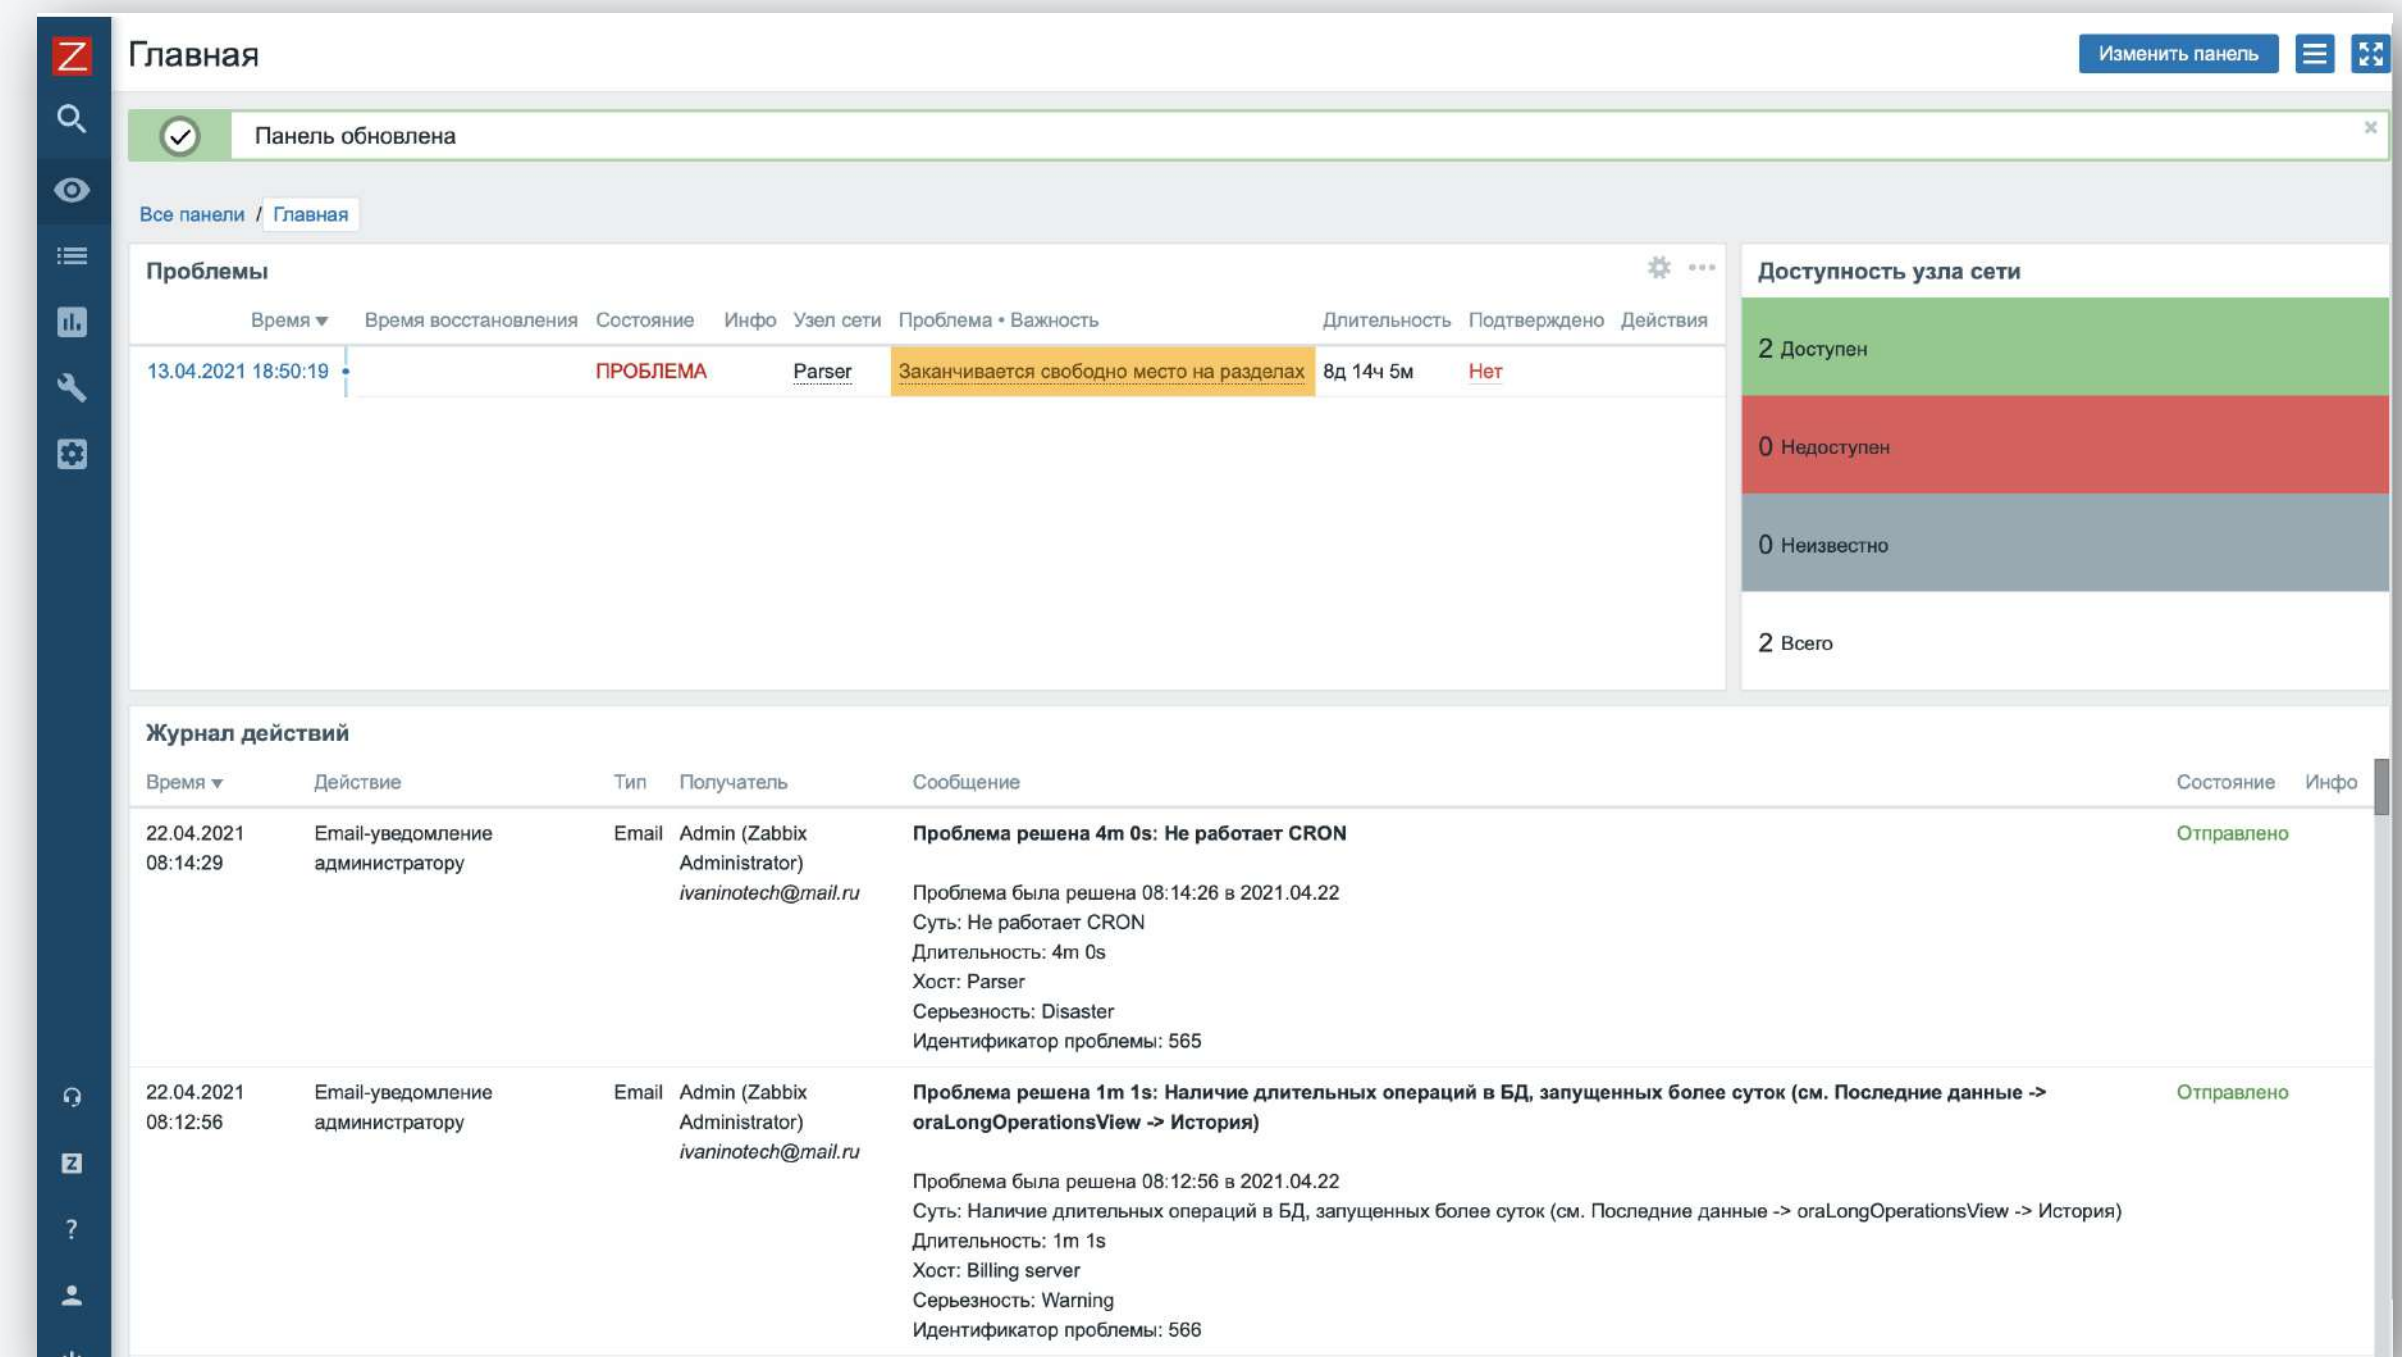 Z
Главная
Изменить панель
Панель обновлена
Все панели / Главная
Проблемы
Время Время восстановления Состояние Инфо Узел сети Проблема • Важность Длительность Подтверждено Действия
13.04.2021 18:50:19 ПРОБЛЕМА Parser Заканчивается свободно место на разделах 8д 14ч 5м Нет
Доступность узла сети
2 Доступен
0 Недоступен
0 Неизвестно
2 Всего
Журнал действий
Время Действие Тип Получатель Сообщение Состояние Инфо
22.04.2021 Email-уведомление Email Admin (Zabbix Проблема решена 4m 0s: Не работает CRON Отправлено
08:14:29 администратору Administrator)
ivaninotech@mail.ru Проблема была решена 08:14:26 в 2021.04.22
Суть: Не работает CRON
Длительность: 4m 0s
Хост: Parser
Серьезность: Disaster
Идентификатор проблемы: 565
22.04.2021 Email-уведомление Email Admin (Zabbix Проблема решена 1m 1s: Наличие длительных операций в БД, запущенных более суток (см. Последние данные -> Отправлено
08:12:56 администратору Administrator) oraLongOperationsView -> История)
ivaninotech@mail.ru
Проблема была решена 08:12:56 в 2021.04.22
Суть: Наличие длительных операций в БД, запущенных более суток (см. Последние данные -> oraLongOperationsView -> История)
Длительность: 1m 1s
Хост: Billing server
Серьезность: Warning
Идентификатор проблемы: 566
Z
?